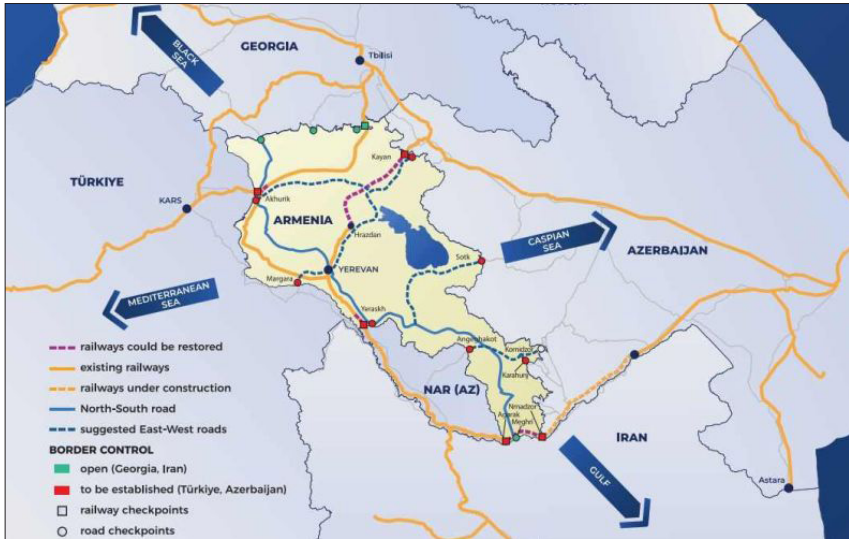 GEORGIA
BLACK
SEA
Tbilisi
TÜRKIYE
KARS
Akhurik
ARMENIA
Kayan
Hrazdan
YEREVAN
Margara
Yeraskh
Sotk
CASPIAN
SEA
AZERBAIJAN
MEDITERRANEAN
SEA
Angeghakot
Komidzor
Karahunj
NAR (AZ)
Nrnadzor
Agarak
Meghri
IRAN
GULF
Astara
railways could be restored
existing railways
railways under construction
North-South road
suggested East-West roads
BORDER CONTROL
open (Georgia, Iran)
to be established (Türkiye, Azerbaijan)
railway checkpoints
road checkpoints